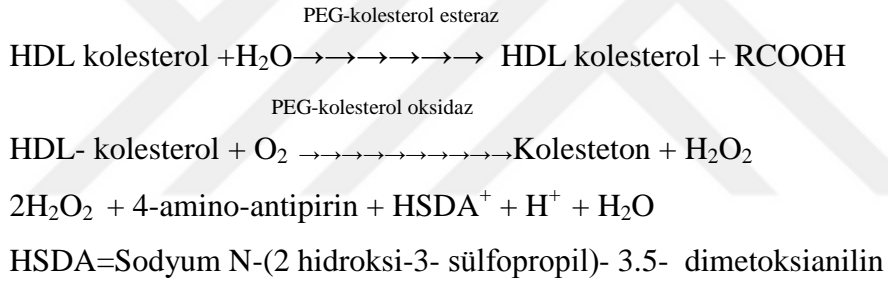 PEG-kolesterol esteraz
HDL kolesterol +H₂O→→→→→→ HDL kolesterol + RCOOH
PEG-kolesterol oksidaz
HDL- kolesterol + O₂ →→→→→→→→→Kolesteton + H₂O₂
2H₂O₂ + 4-amino-antipirin + HSDA⁺ + H⁺ + H₂O
HSDA=Sodyum N-(2 hidroksi-3- sülfopropil)- 3.5- dimetoksianilin